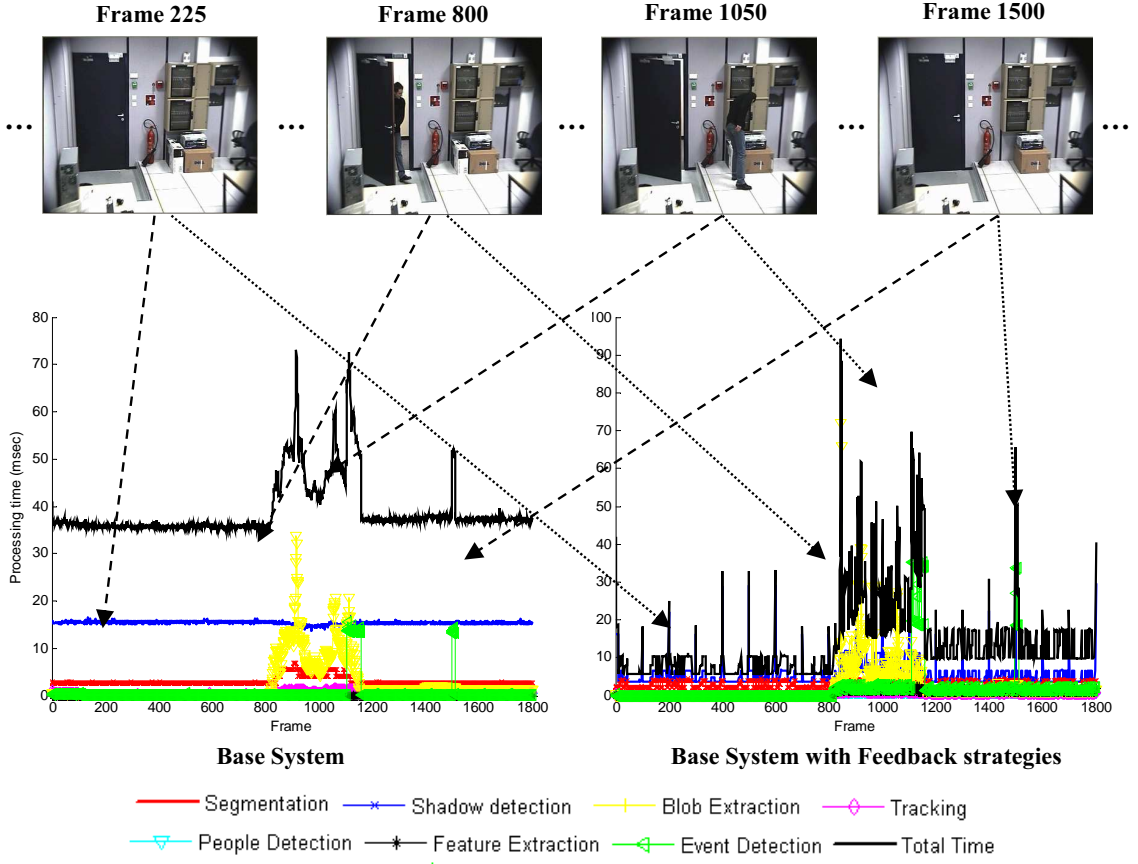 Frame 225
Frame 800
Frame 1050
Frame 1500
...
...
...
...
...
80
70
60
50
40
30
20
10
0
Processing time (msec)
0 200 400 600 800 1000 1200 1400 1600 1800
Frame
Base System
100
90
80
70
60
50
40
30
20
10
0
0 200 400 600 800 1000 1200 1400 1600 1800
Frame
Base System with Feedback strategies
Segmentation Shadow detection Blob Extraction Tracking
People Detection Feature Extraction Event Detection Total Time